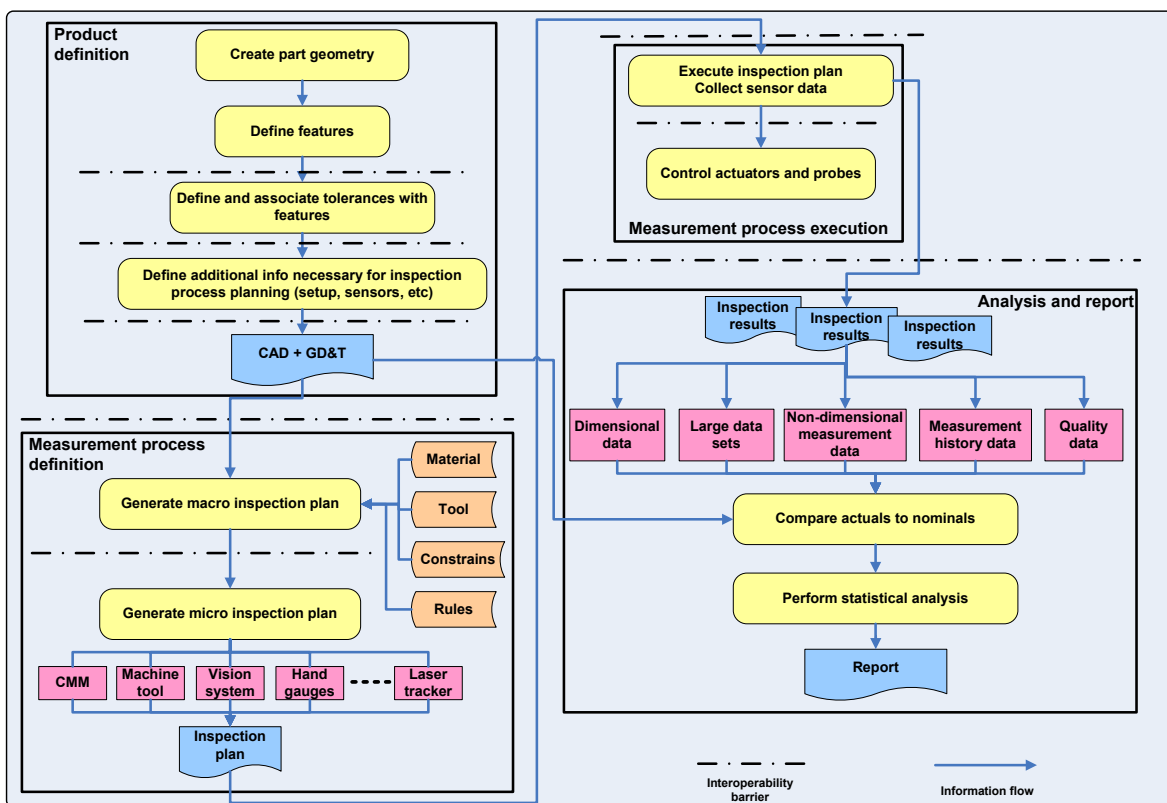 Product
definition
Create part geometry
Define features
Define and associate tolerances with
features
Define additional info necessary for inspection
process planning (setup, sensors, etc)
CAD + GD&T
Measurement process
definition
Generate macro inspection plan
Material
Tool
Constrains
Rules
Generate micro inspection plan
CMM
Machine
tool
Vision
system
Hand
gauges
Laser
tracker
Inspection
plan
Execute inspection plan
Collect sensor data
Control actuators and probes
Measurement process execution
Analysis and report
Inspection
results
Inspection
results
Inspection
results
Dimensional
data
Large data
sets
Non-dimensional
measurement
data
Measurement
history data
Quality
data
Compare actuals to nominals
Perform statistical analysis
Report
Interoperability
barrier
Information flow